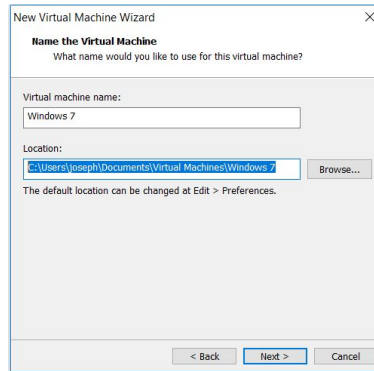 New Virtual Machine Wizard
Name the Virtual Machine
What name would you like to use for this virtual machine?
Virtual machine name:
Windows 7
Location:
C:\Users\joseph\Documents\Virtual Machines\Windows 7
Browse...
The default location can be changed at Edit > Preferences.
< Back Next > Cancel